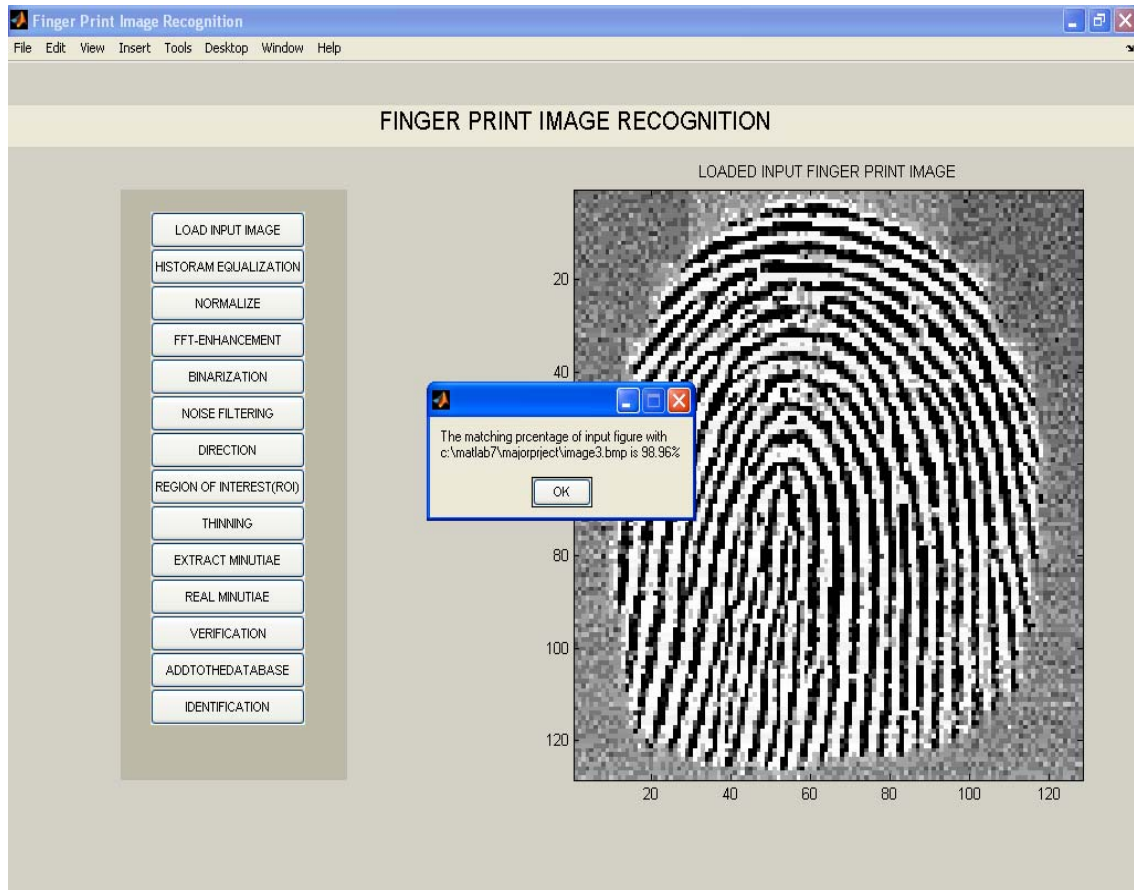 Finger Print Image Recognition
File Edit View Insert Tools Desktop Window Help
FINGER PRINT IMAGE RECOGNITION
LOADED INPUT FINGER PRINT IMAGE
LOAD INPUT IMAGE
HISTORAM EQUALIZATION
NORMALIZE
FFT-ENHANCEMENT
BINARIZATION
NOISE FILTERING
DIRECTION
REGION OF INTEREST(ROI)
THINNING
EXTRACT MINUTIAE
REAL MINUTIAE
VERIFICATION
ADDTOTHEDATABASE
IDENTIFICATION
The matching prcentage of input figure with
c:\matlab7\majorprject\image3.bmp is 98.96%
OK
20
40
80
100
120
20 40 60 80 100 120